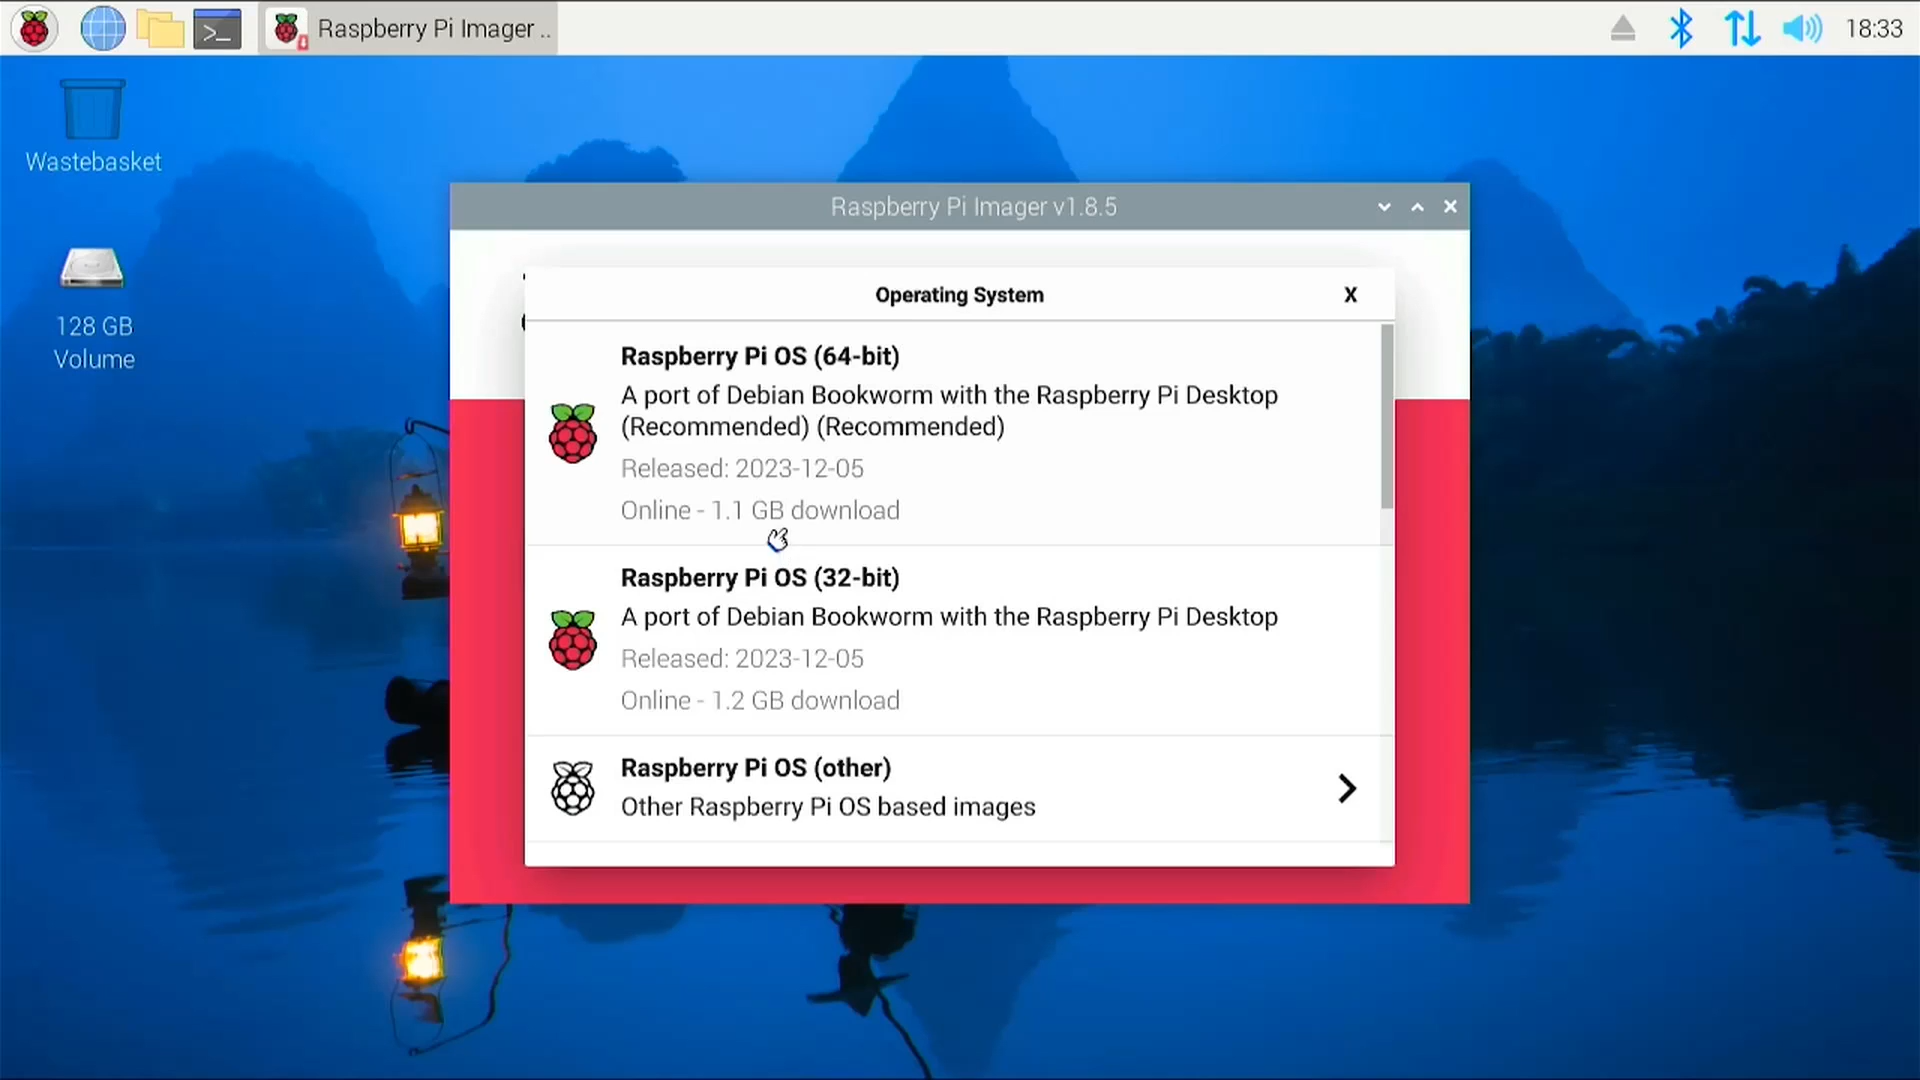 Raspberry Pi Imager ..
18:33
Wastebasket
128 GB
Volume
Raspberry Pi Imager v1.8.5
Operating System
X
Raspberry Pi OS (64-bit)
A port of Debian Bookworm with the Raspberry Pi Desktop
(Recommended) (Recommended)
Released: 2023-12-05
Online - 1.1 GB download
Raspberry Pi OS (32-bit)
A port of Debian Bookworm with the Raspberry Pi Desktop
Released: 2023-12-05
Online - 1.2 GB download
Raspberry Pi OS (other)
Other Raspberry Pi OS based images